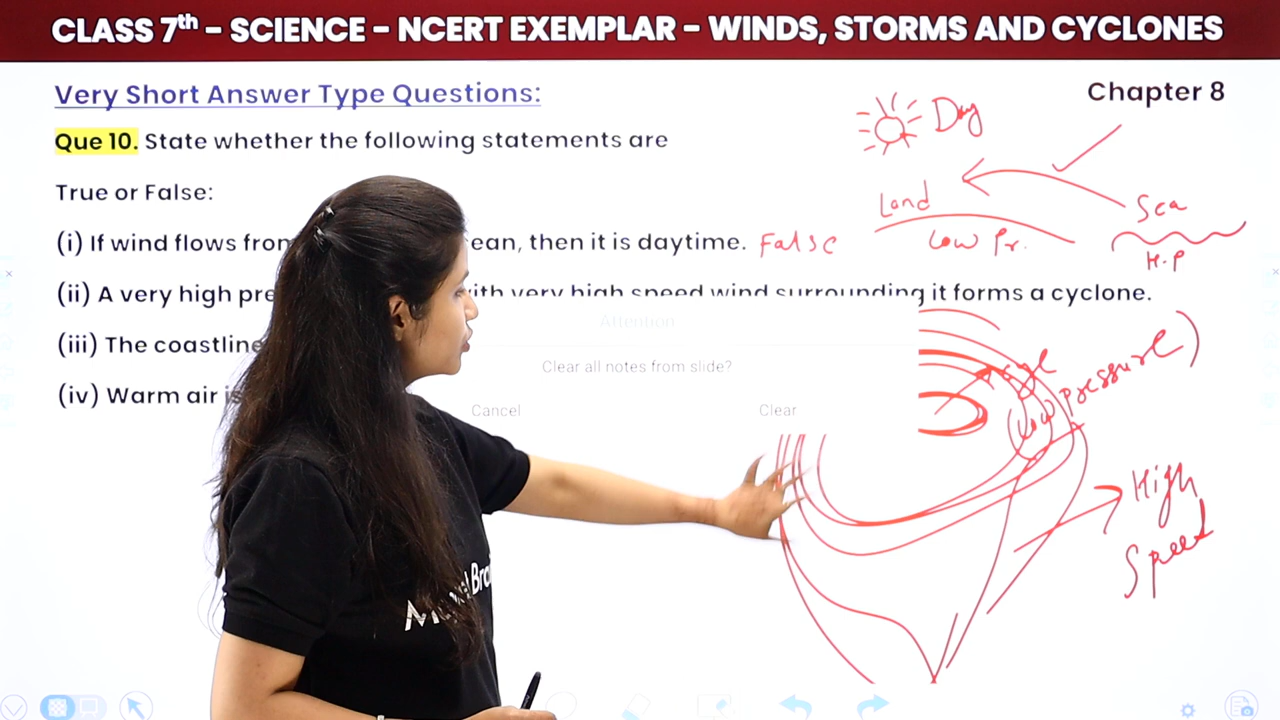 CLASS 7th - SCIENCE - NCERT EXEMPLAR - WINDS, STORMS AND CYCLONES
Very Short Answer Type Questions:
Chapter 8
Que 10. State whether the following statements are
Day
True or False:
Land
Sea
(i) If wind flows from ean, then it is daytime. False
Low Pr.
H.P
(ii) A very high pre ith very high speed wind surrounding it forms a cyclone.
Attention
(iii) The coastline
Clear all notes from slide?
eye
(low pressure)
(iv) Warm air is
Cancel
Clear
High
Speed